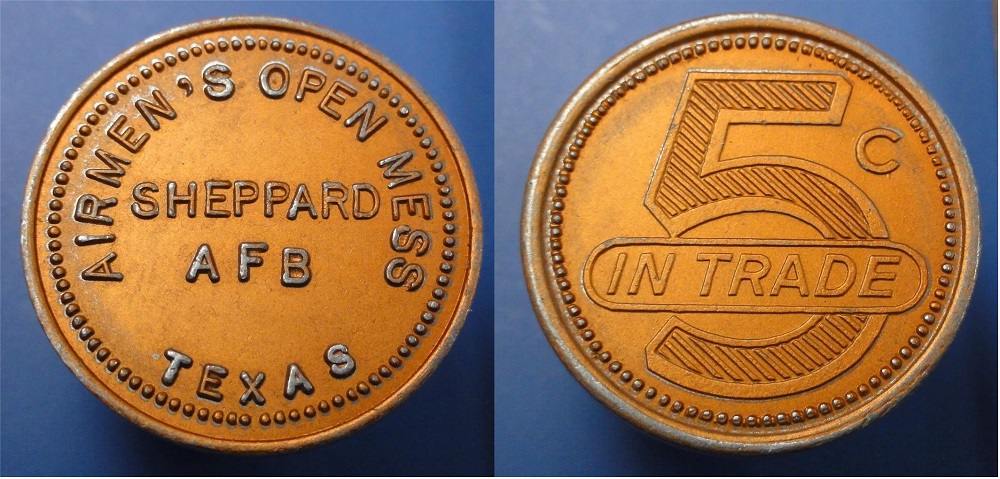 AIRMEN'S OPEN MESS
SHEPPARD
AFB
TEXAS
5 C
IN TRADE